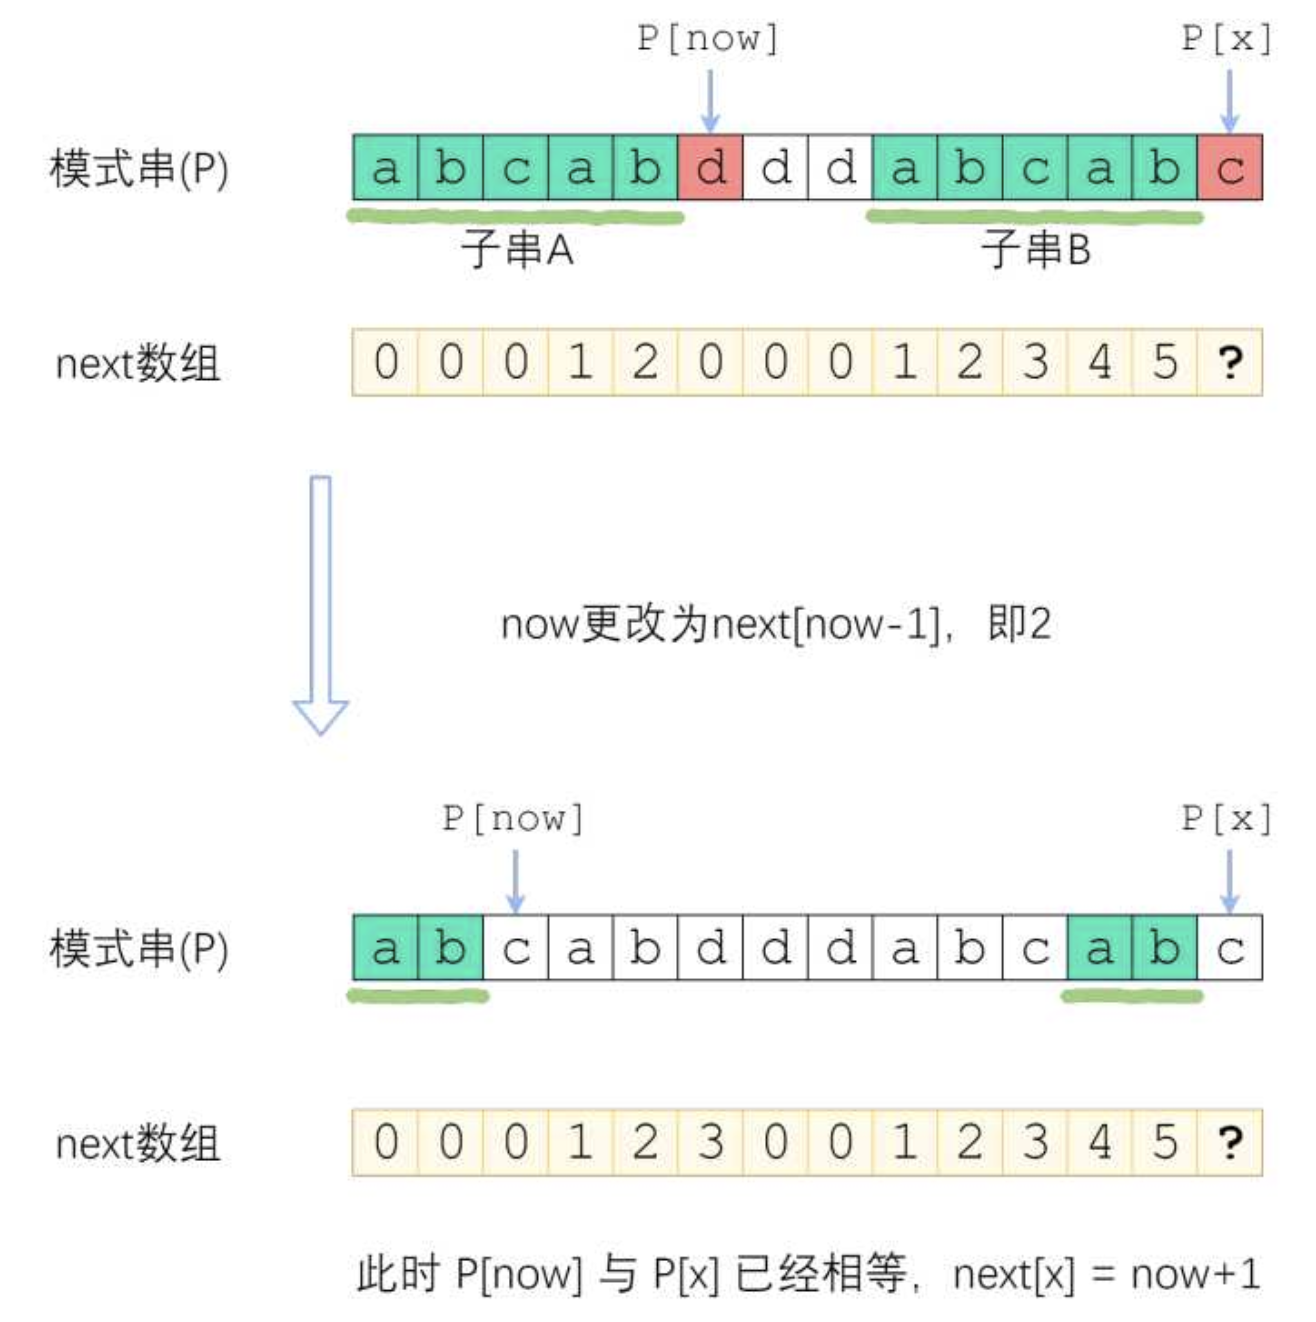 P[now] P[x]
模式串(P) a b c a b d d d a b c a b c
子串A 子串B
next数组 0 0 0 1 2 0 0 0 1 2 3 4 5 ?
now更改为next[now-1]，即2
P[now] P[x]
模式串(P) a b c a b d d d a b c a b c
next数组 0 0 0 1 2 3 0 0 1 2 3 4 5 ?
此时 P[now] 与 P[x] 已经相等，next[x] = now+1